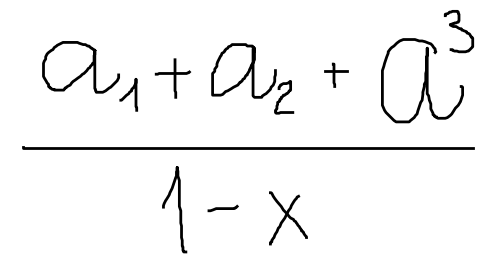 a₁ + a₂ + a³
1 - x